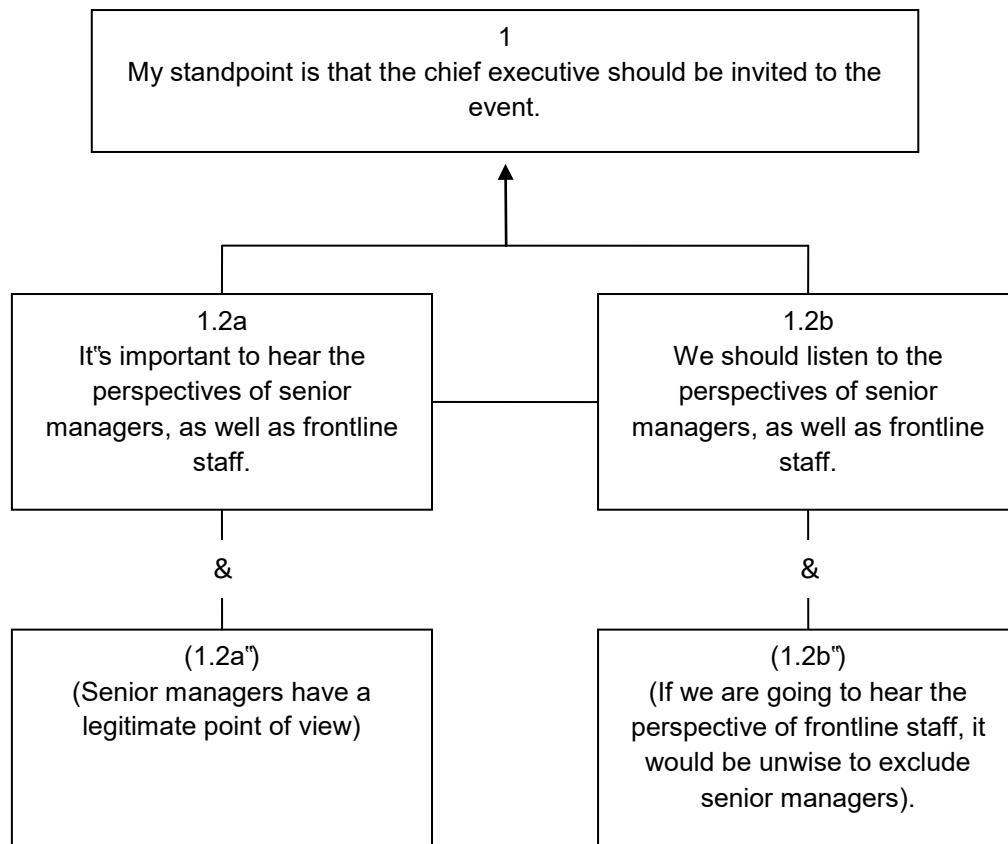 1
My standpoint is that the chief executive should be invited to the
event.
1.2a
It‟s important to hear the
perspectives of senior
managers, as well as frontline
staff.
1.2b
We should listen to the
perspectives of senior
managers, as well as frontline
staff.
&
&
(1.2a‟)
(Senior managers have a
legitimate point of view)
(1.2b‟)
(If we are going to hear the
perspective of frontline staff, it
would be unwise to exclude
senior managers).